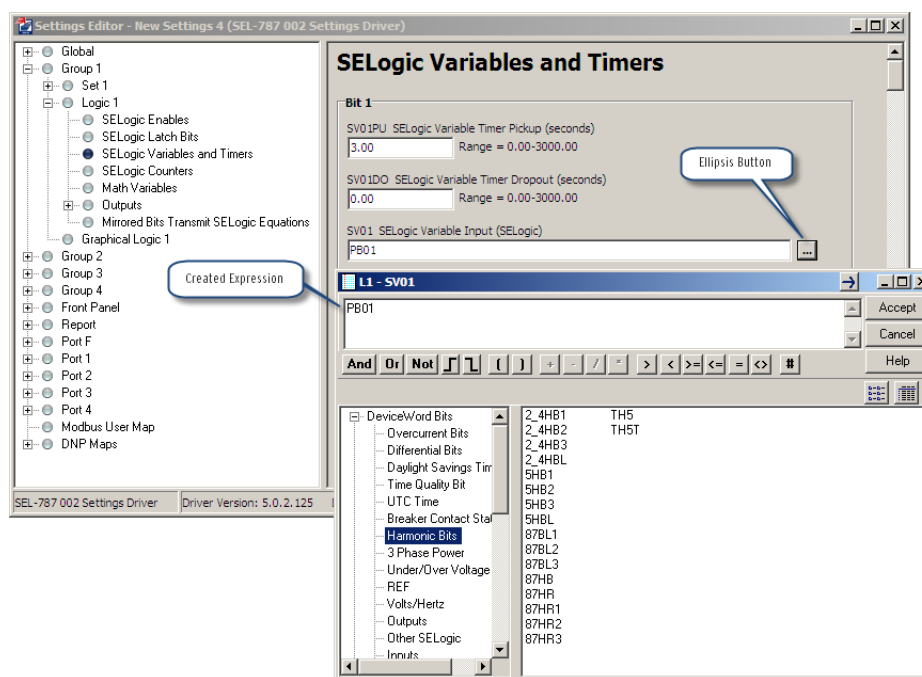 Settings Editor - New Settings 4 (SEL-787 002 Settings Driver)
Global
Group 1
Set 1
Logic 1
SELogic Enables
SELogic Latch Bits
SELogic Variables and Timers
SELogic Counters
Math Variables
Outputs
Mirrored Bits Transmit SELogic Equations
Graphical Logic 1
Group 2
Group 3
Group 4
Front Panel
Report
Port F
Port 1
Port 2
Port 3
Port 4
Modbus User Map
DNP Maps
SELogic Variables and Timers
Bit 1
SV01PU SELogic Variable Timer Pickup (seconds)
3.00 Range = 0.00-3000.00
SV01DO SELogic Variable Timer Dropout (seconds)
0.00 Range = 0.00-3000.00
SV01 SELogic Variable Input (SELogic)
PB01 ...
Ellipsis Button
Created Expression
SEL-787 002 Settings Driver Driver Version: 5.0.2.125
L1 - SV01
PB01
Accept
Cancel
Help
And Or Not ( ) + - / * > < >= <= = <> #
DeviceWord Bits
Overcurrent Bits
Differential Bits
Daylight Savings Tim
Time Quality Bit
UTC Time
Breaker Contact Stat
Harmonic Bits
3 Phase Power
Under/Over Voltage
REF
Volts/Hertz
Outputs
Other SELogic
Inputs
2_4HB1 TH5
2_4HB2 TH5T
2_4HB3
2_4HBL
5HB1
5HB2
5HB3
5HBL
87BL1
87BL2
87BL3
87HB
87HR
87HR1
87HR2
87HR3